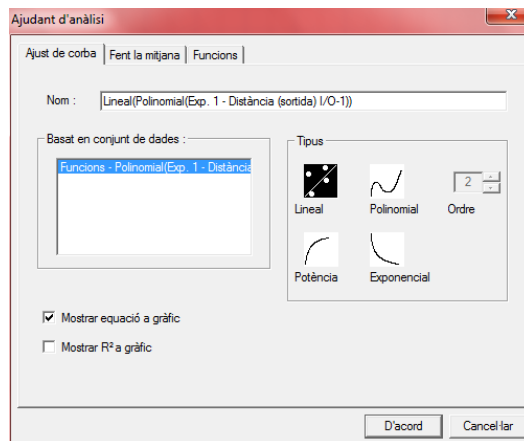 Ajudant d'anàlisi
Ajust de corba Fent la mitjana Funcions
Nom : Lineal(Polinomial(Exp. 1 - Distància (sortida) I/O-1))
Basat en conjunt de dades :
Funcions - Polinomial(Exp. 1 - Distància
Tipus
2
Lineal Polinomial Ordre
Potència Exponencial
Mostrar equació a gràfic
Mostrar R² a gràfic
D'acord Cancel·lar